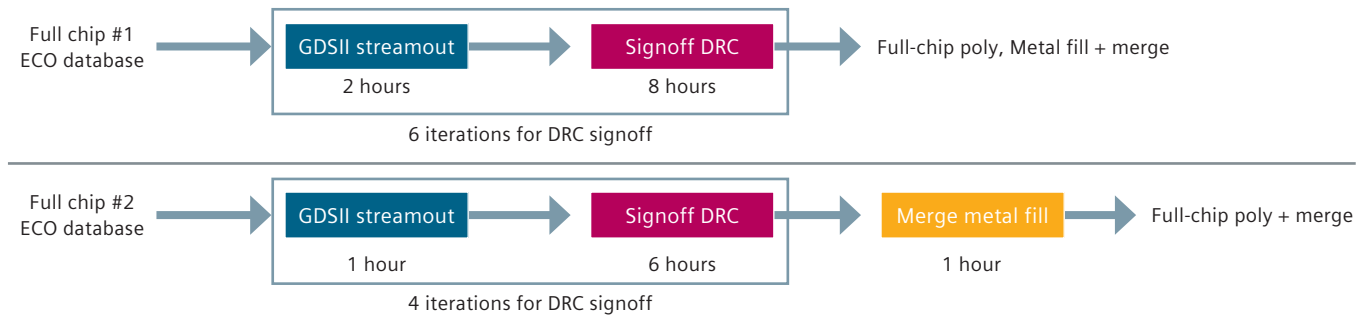 Full chip #1
ECO database
GDSII streamout
Signoff DRC
Full-chip poly, Metal fill + merge
2 hours
8 hours
6 iterations for DRC signoff
Full chip #2
ECO database
GDSII streamout
Signoff DRC
Merge metal fill
Full-chip poly + merge
1 hour
6 hours
1 hour
4 iterations for DRC signoff